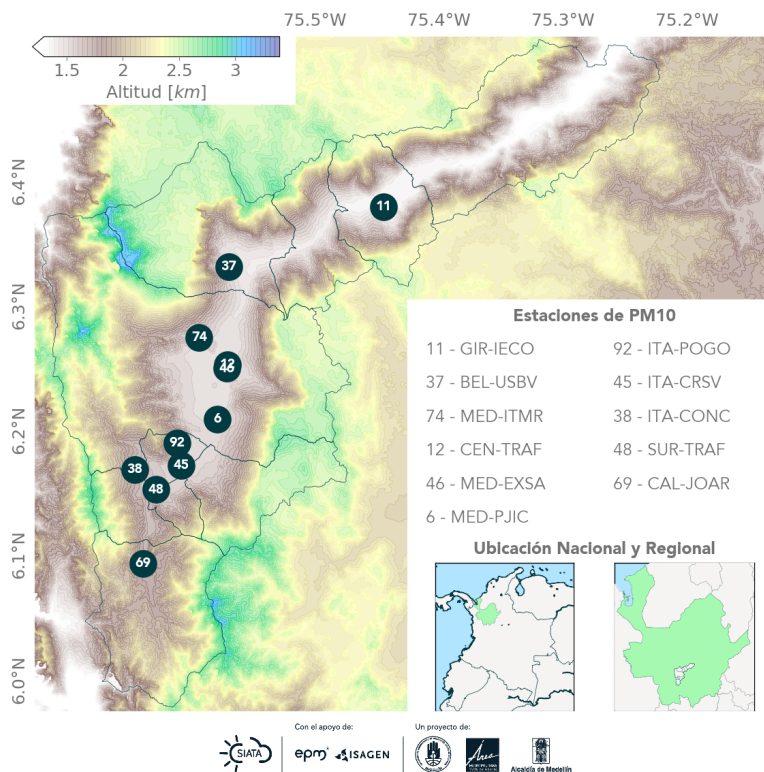 75.5°W 75.4°W 75.3°W 75.2°W
1.5 2 2.5 3
Altitud [km]
6.4°N
6.3°N
6.2°N
6.1°N
6.0°N
11
37
74
12
46
6
92
45
38
48
69
Estaciones de PM10
11 - GIR-IECO 92 - ITA-POGO
37 - BEL-USBV 45 - ITA-CRSV
74 - MED-ITMR 38 - ITA-CONC
12 - CEN-TRAF 48 - SUR-TRAF
46 - MED-EXSA 69 - CAL-JOAR
6 - MED-PJIC
Ubicación Nacional y Regional
Con el apoyo de: Un proyecto de:
SIATA epm ISAGEN Área
Alcaldía de Medellín